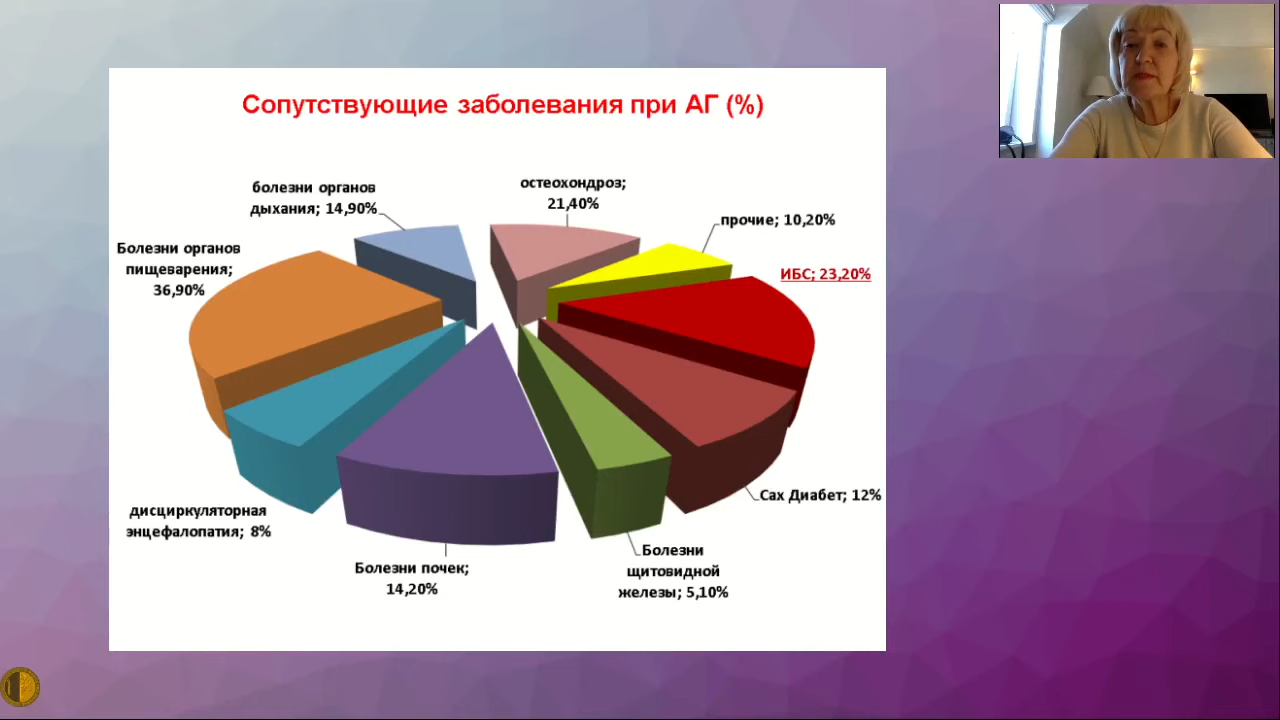 Сопутствующие заболевания при АГ (%)
болезни органов
дыхания; 14,90%
остеохондроз;
21,40%
прочие; 10,20%
Болезни органов
пищеварения;
36,90%
ИБС; 23,20%
Сах Диабет; 12%
дисциркуляторная
энцефалопатия; 8%
Болезни почек;
14,20%
Болезни
щитовидной
железы; 5,10%